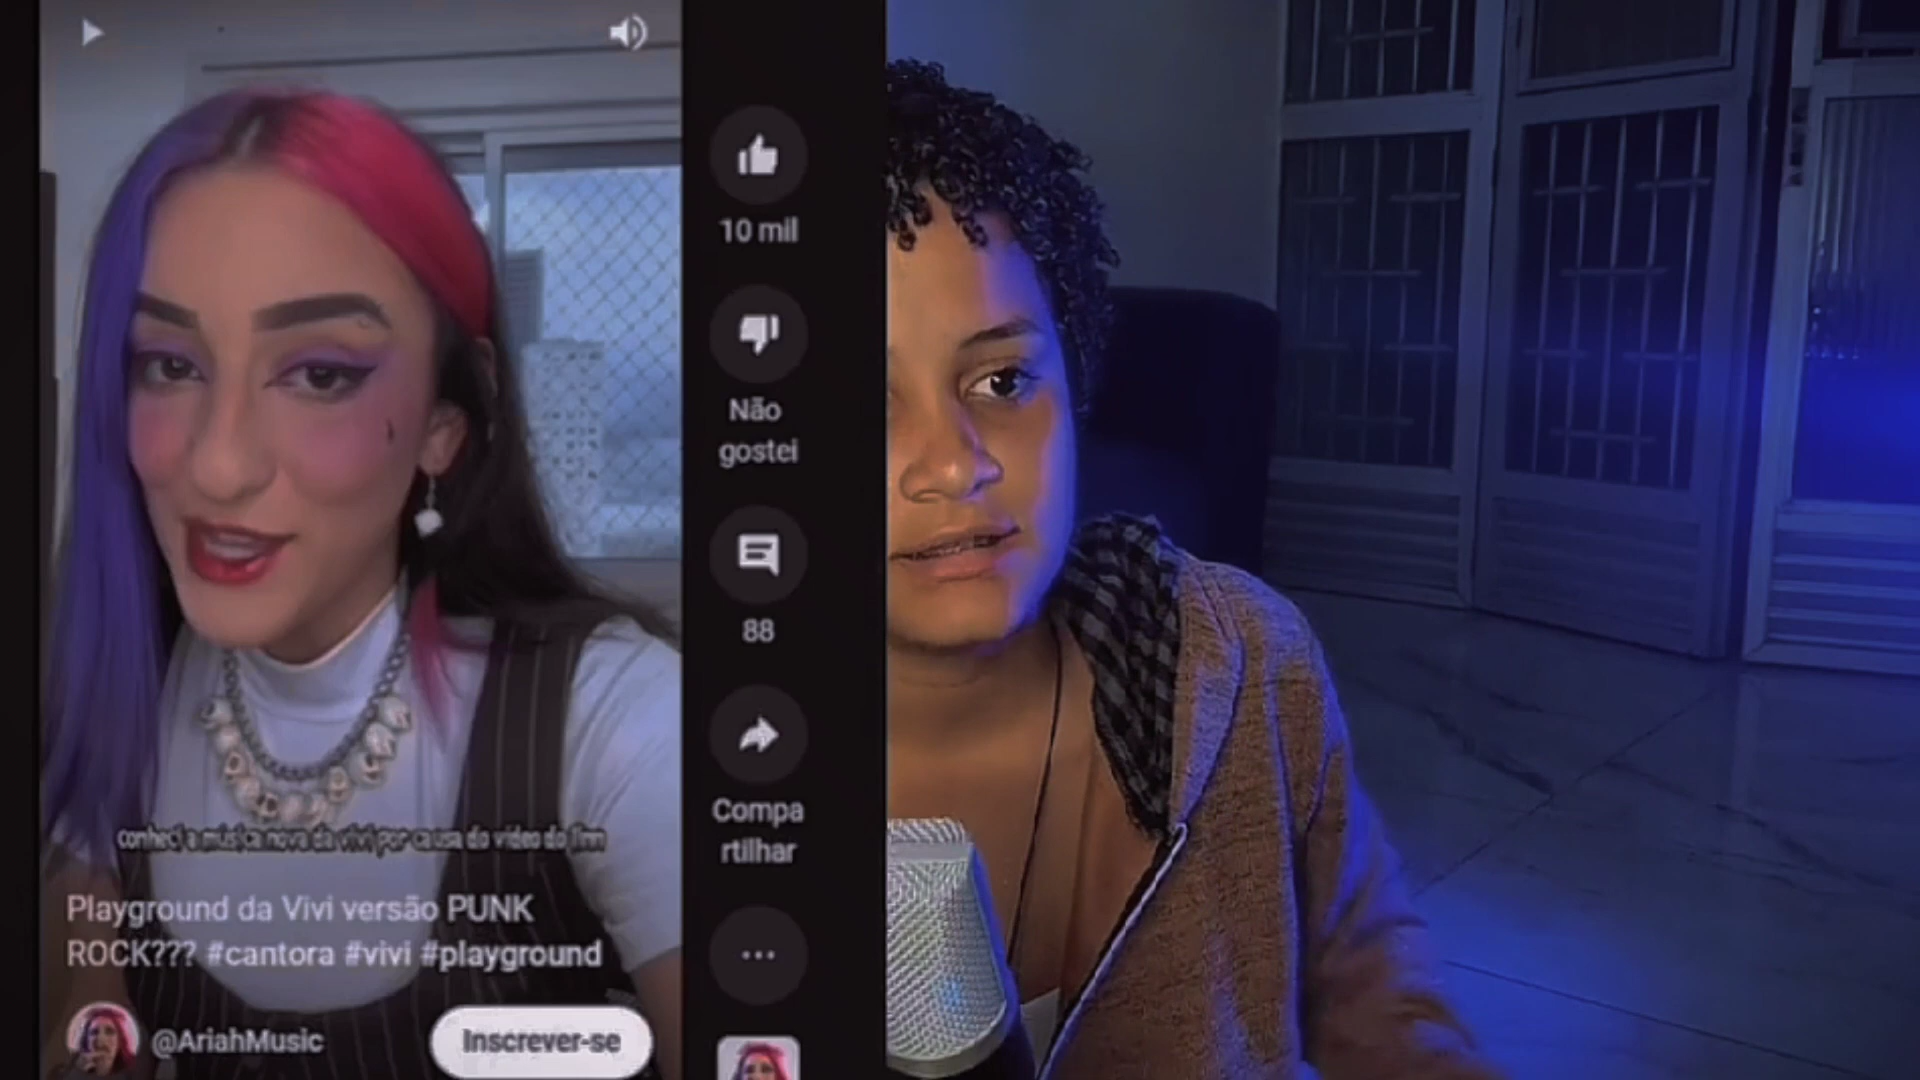 10 mil
Não
gostei
88
Compa
rtilhar
conheci a música nova da vivi por causa do vídeo do linn
Playground da Vivi versão PUNK
ROCK??? #cantora #vivi #playground
@AriahMusic
Inscrever-se